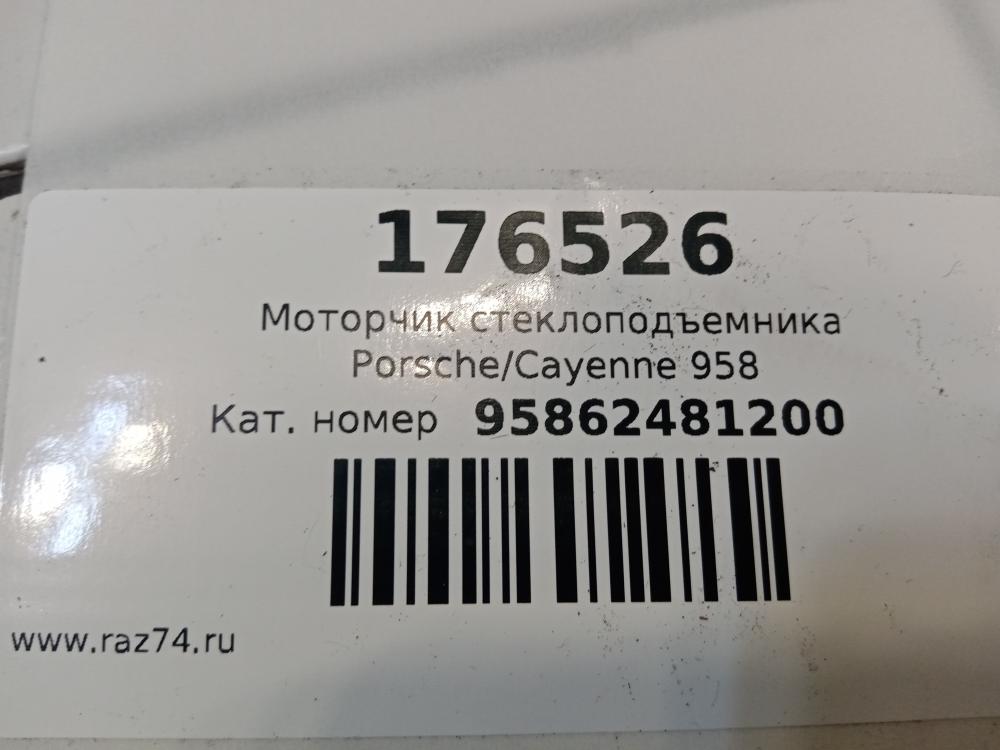 176526
Моторчик стеклоподъемника
Porsche/Cayenne 958
Кат. номер 95862481200
www.raz74.ru